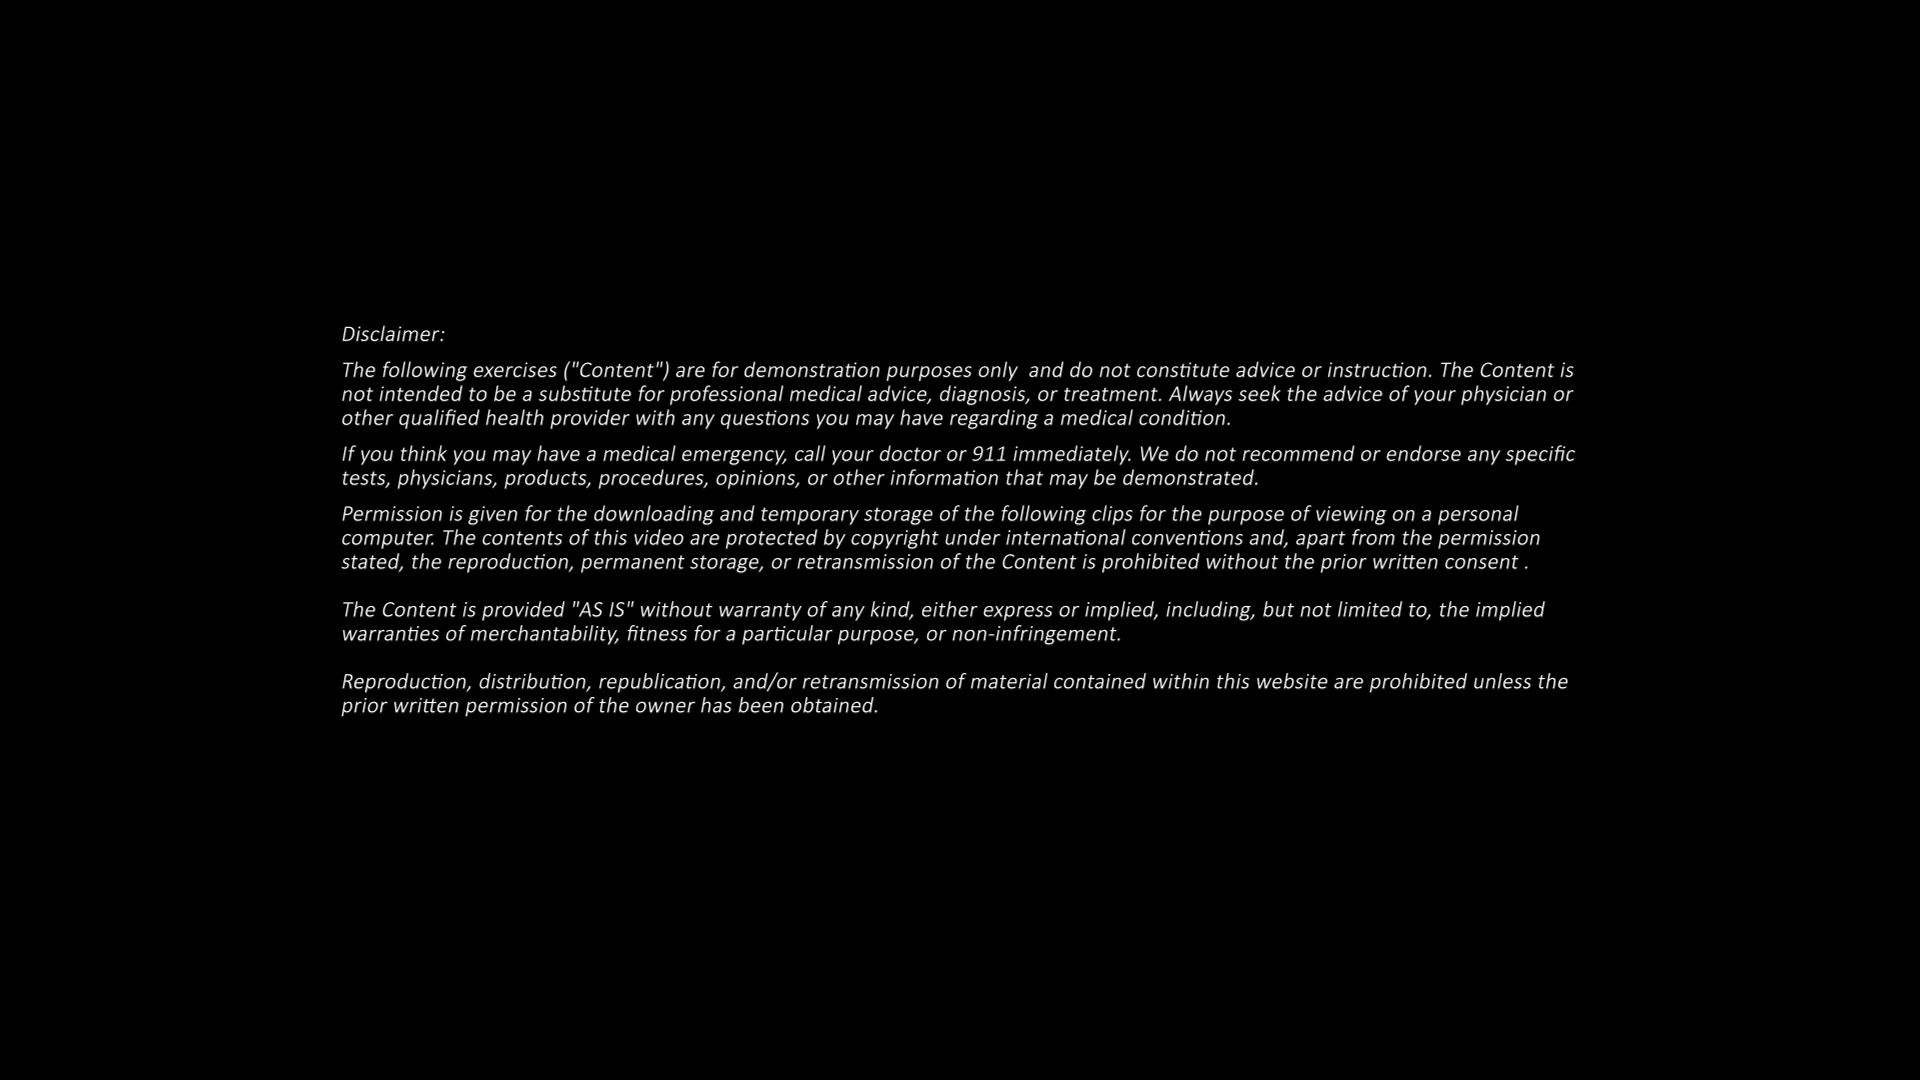 Disclaimer:
The following exercises ("Content") are for demonstration purposes only  and do not constitute advice or instruction. The Content is
not intended to be a substitute for professional medical advice, diagnosis, or treatment. Always seek the advice of your physician or
other qualified health provider with any questions you may have regarding a medical condition.
If you think you may have a medical emergency, call your doctor or 911 immediately. We do not recommend or endorse any specific
tests, physicians, products, procedures, opinions, or other information that may be demonstrated.
Permission is given for the downloading and temporary storage of the following clips for the purpose of viewing on a personal
computer. The contents of this video are protected by copyright under international conventions and, apart from the permission
stated, the reproduction, permanent storage, or retransmission of the Content is prohibited without the prior written consent .
The Content is provided "AS IS" without warranty of any kind, either express or implied, including, but not limited to, the implied
warranties of merchantability, fitness for a particular purpose, or non-infringement.
Reproduction, distribution, republication, and/or retransmission of material contained within this website are prohibited unless the
prior written permission of the owner has been obtained.